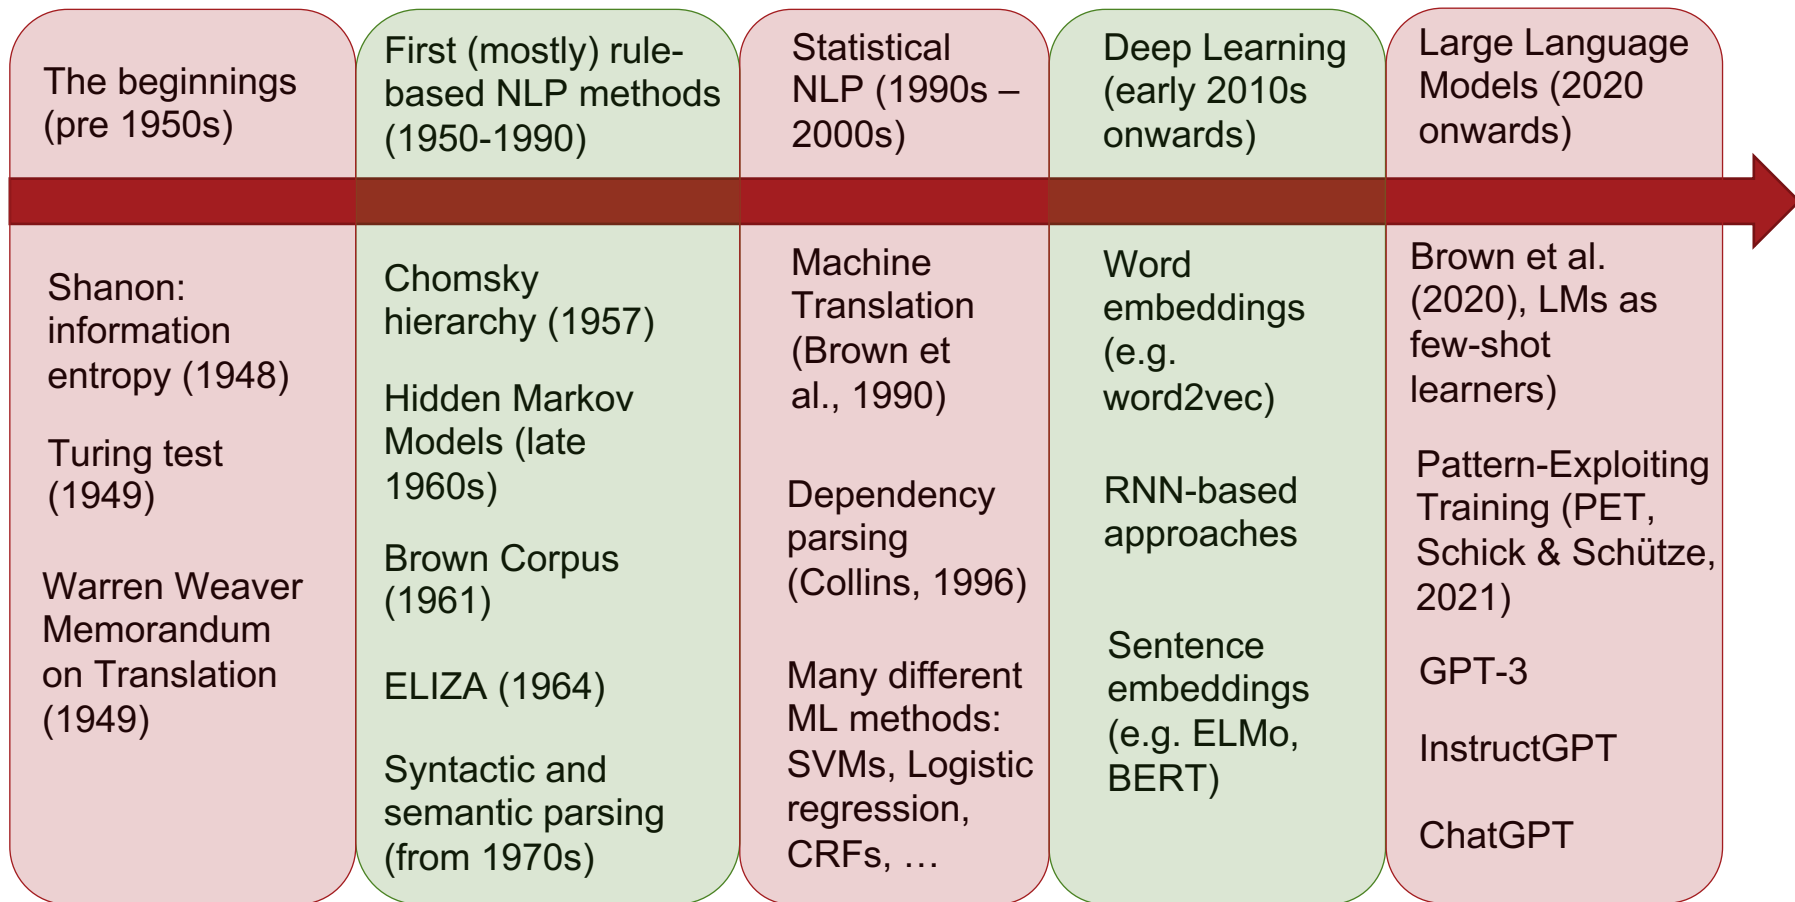 The beginnings
(pre 1950s)
Shanon:
information
entropy (1948)
Turing test
(1949)
Warren Weaver
Memorandum
on Translation
(1949)
First (mostly) rule-
based NLP methods
(1950-1990)
Chomsky
hierarchy (1957)
Hidden Markov
Models (late
1960s)
Brown Corpus
(1961)
ELIZA (1964)
Syntactic and
semantic parsing
(from 1970s)
Statistical
NLP (1990s –
2000s)
Machine
Translation
(Brown et
al., 1990)
Dependency
parsing
(Collins, 1996)
Many different
ML methods:
SVMs, Logistic
regression,
CRFs, …
Deep Learning
(early 2010s
onwards)
Word
embeddings
(e.g.
word2vec)
RNN-based
approaches
Sentence
embeddings
(e.g. ELMo,
BERT)
Large Language
Models (2020
onwards)
Brown et al.
(2020), LMs as
few-shot
learners)
Pattern-Exploiting
Training (PET,
Schick & Schütze,
2021)
GPT-3
InstructGPT
ChatGPT